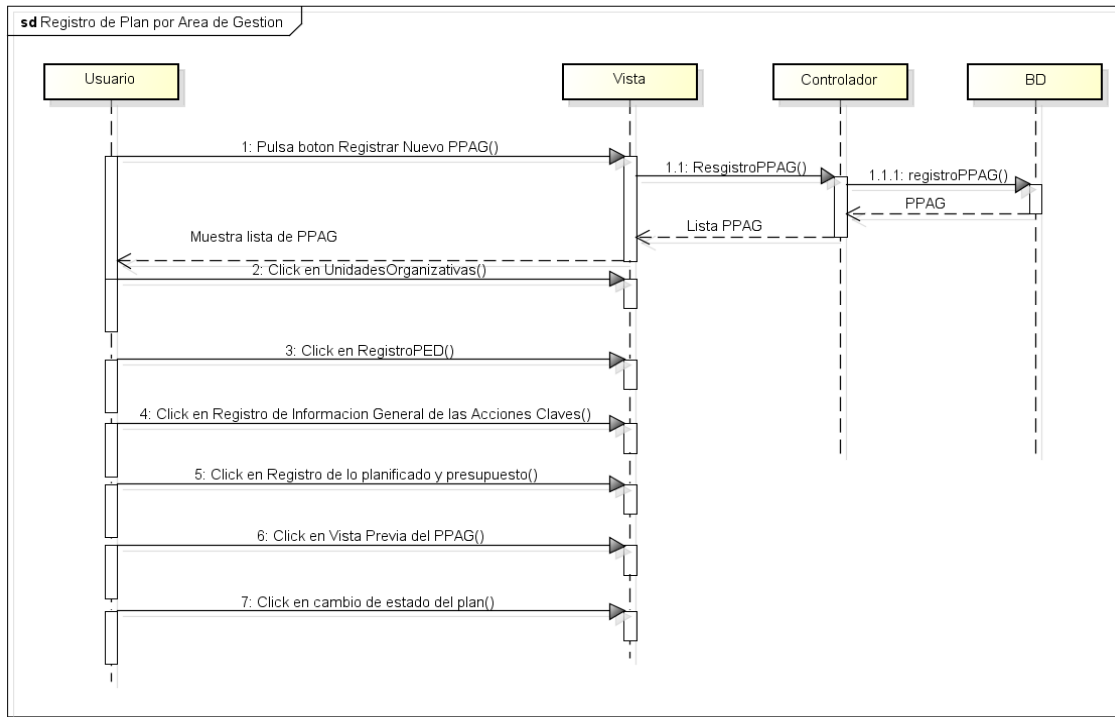 sd Registro de Plan por Area de Gestion
Usuario
Vista
Controlador
BD
1: Pulsa boton Registrar Nuevo PPAG()
1.1: ResgistroPPAG()
1.1.1: registroPPAG()
PPAG
Lista PPAG
Muestra lista de PPAG
2: Click en UnidadesOrganizativas()
3: Click en RegistroPED()
4: Click en Registro de Informacion General de las Acciones Claves()
5: Click en Registro de lo planificado y presupuesto()
6: Click en Vista Previa del PPAG()
7: Click en cambio de estado del plan()